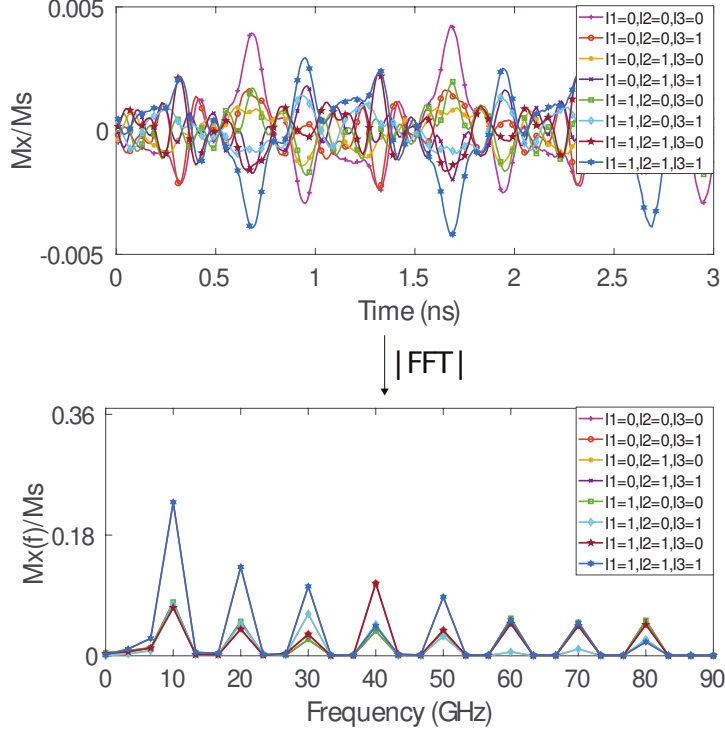 0.005
0
-0.005
Mx/Ms
I1=0,I2=0,I3=0
I1=0,I2=0,I3=1
I1=0,I2=1,I3=0
I1=0,I2=1,I3=1
I1=1,I2=0,I3=0
I1=1,I2=0,I3=1
I1=1,I2=1,I3=0
I1=1,I2=1,I3=1
0 0.5 1 1.5 2 2.5 3
Time (ns)
|FFT|
0.36
0.18
0
Mx(f)/Ms
I1=0,I2=0,I3=0
I1=0,I2=0,I3=1
I1=0,I2=1,I3=0
I1=0,I2=1,I3=1
I1=1,I2=0,I3=0
I1=1,I2=0,I3=1
I1=1,I2=1,I3=0
I1=1,I2=1,I3=1
0 10 20 30 40 50 60 70 80 90
Frequency (GHz)